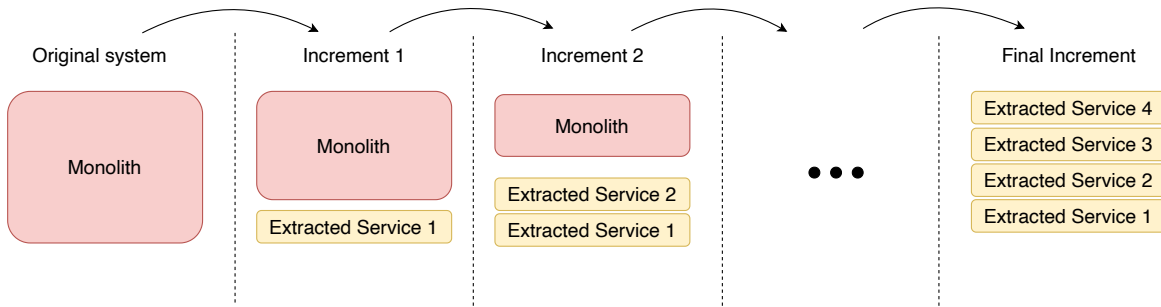 Original system
Increment 1
Increment 2
Final Increment
Monolith
Monolith
Extracted Service 1
Monolith
Extracted Service 2
Extracted Service 1
Extracted Service 4
Extracted Service 3
Extracted Service 2
Extracted Service 1